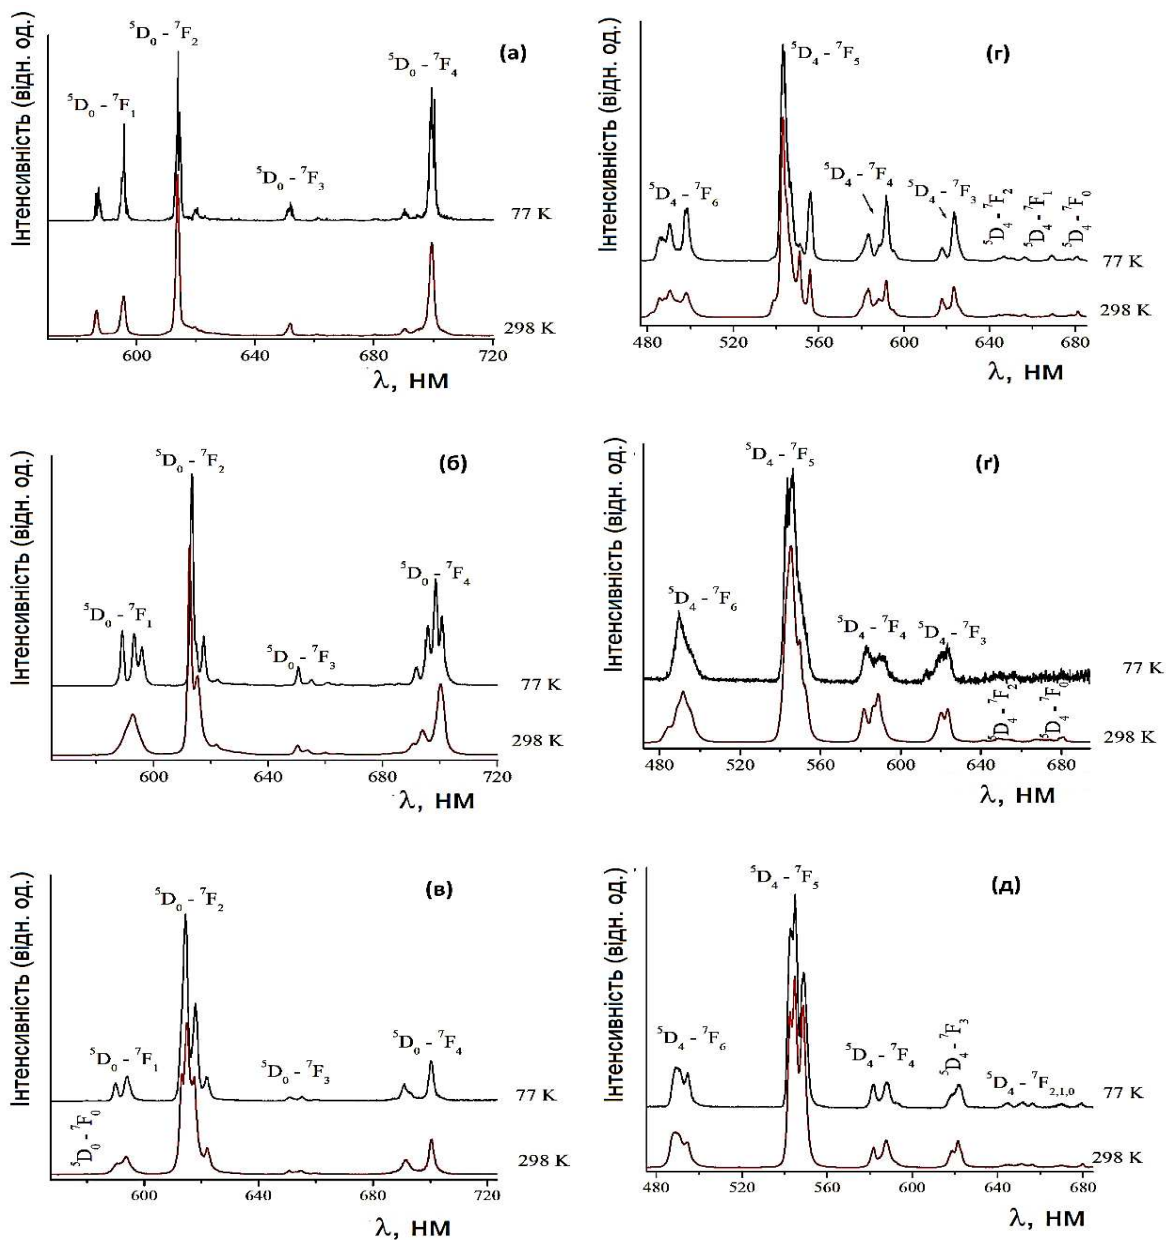 Інтенсивність (відн. од.)
(а)
⁵D₀ - ⁷F₁
⁵D₀ - ⁷F₂
⁵D₀ - ⁷F₃
⁵D₀ - ⁷F₄
77 K
298 K
600 640 680 720
λ, нм
Інтенсивність (відн. од.)
(г)
⁵D₄ - ⁷F₆
⁵D₄ - ⁷F₅
⁵D₄ - ⁷F₄
⁵D₄ - ⁷F₃
⁵D₄ - ⁷F₂
⁵D₄ - ⁷F₁
⁵D₄ - ⁷F₀
77 K
298 K
480 520 560 600 640 680
λ, нм
Інтенсивність (відн. од.)
(б)
⁵D₀ - ⁷F₁
⁵D₀ - ⁷F₂
⁵D₀ - ⁷F₃
⁵D₀ - ⁷F₄
77 K
298 K
600 640 680 720
λ, нм
Інтенсивність (відн. од.)
(ґ)
⁵D₄ - ⁷F₆
⁵D₄ - ⁷F₅
⁵D₄ - ⁷F₄
⁵D₄ - ⁷F₃
⁵D₄ - ⁷F₂
⁵D₄ - ⁷F₀
77 K
298 K
480 520 560 600 640 680
λ, нм
Інтенсивність (відн. од.)
(в)
⁵D₀ - ⁷F₀
⁵D₀ - ⁷F₁
⁵D₀ - ⁷F₂
⁵D₀ - ⁷F₃
⁵D₀ - ⁷F₄
77 K
298 K
600 640 680 720
λ, нм
Інтенсивність (відн. од.)
(д)
⁵D₄ - ⁷F₆
⁵D₄ - ⁷F₅
⁵D₄ - ⁷F₄
⁵D₄ - ⁷F₃
⁵D₄ - ⁷F₂,₁,₀
77 K
298 K
480 520 560 600 640 680
λ, нм